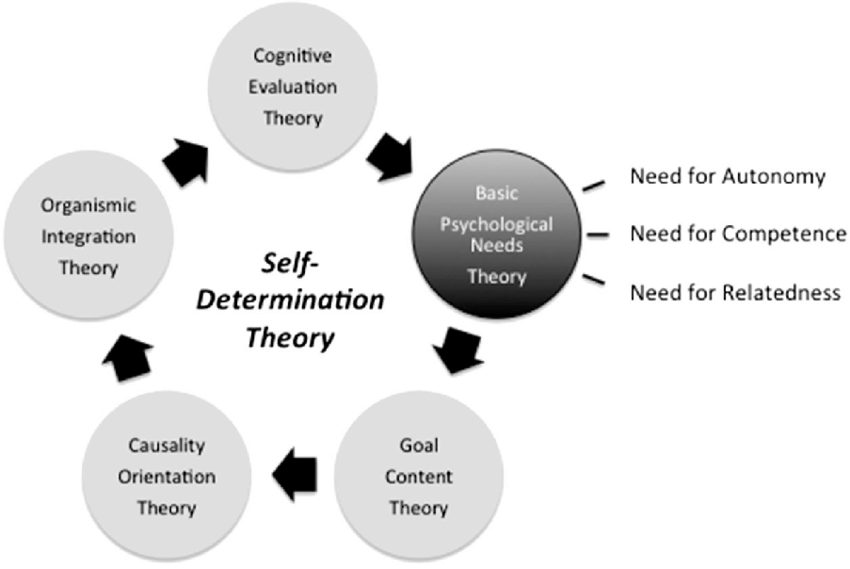 Cognitive
Evaluation
Theory
Basic
Psychological
Needs
Theory
Need for Autonomy
Need for Competence
Need for Relatedness
Organismic
Integration
Theory
Self-
Determination
Theory
Causality
Orientation
Theory
Goal
Content
Theory